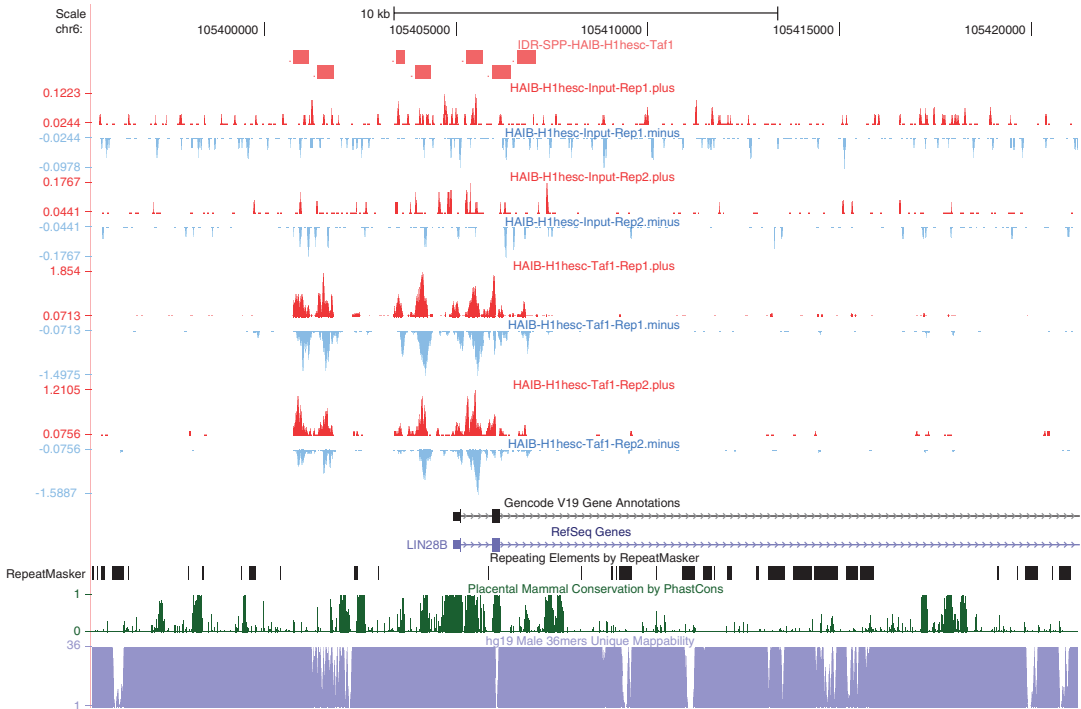 Scale 10 kb
chr6: 105400000 105405000 105410000 105415000 105420000
IDR-SPP-HAIB-H1hesc-Taf1
HAIB-H1hesc-Input-Rep1.plus
0.1223
0.0244
HAIB-H1hesc-Input-Rep1.minus
-0.0244
-0.0978
HAIB-H1hesc-Input-Rep2.plus
0.1767
0.0441
HAIB-H1hesc-Input-Rep2.minus
-0.0441
-0.1767
HAIB-H1hesc-Taf1-Rep1.plus
1.854
0.0713
HAIB-H1hesc-Taf1-Rep1.minus
-0.0713
-1.4975
HAIB-H1hesc-Taf1-Rep2.plus
1.2105
0.0756
HAIB-H1hesc-Taf1-Rep2.minus
-0.0756
-1.5887
Gencode V19 Gene Annotations
RefSeq Genes
LIN28B
Repeating Elements by RepeatMasker
RepeatMasker
Placental Mammal Conservation by PhastCons
1
0
hg19 Male 36mers Unique Mappability
36
1